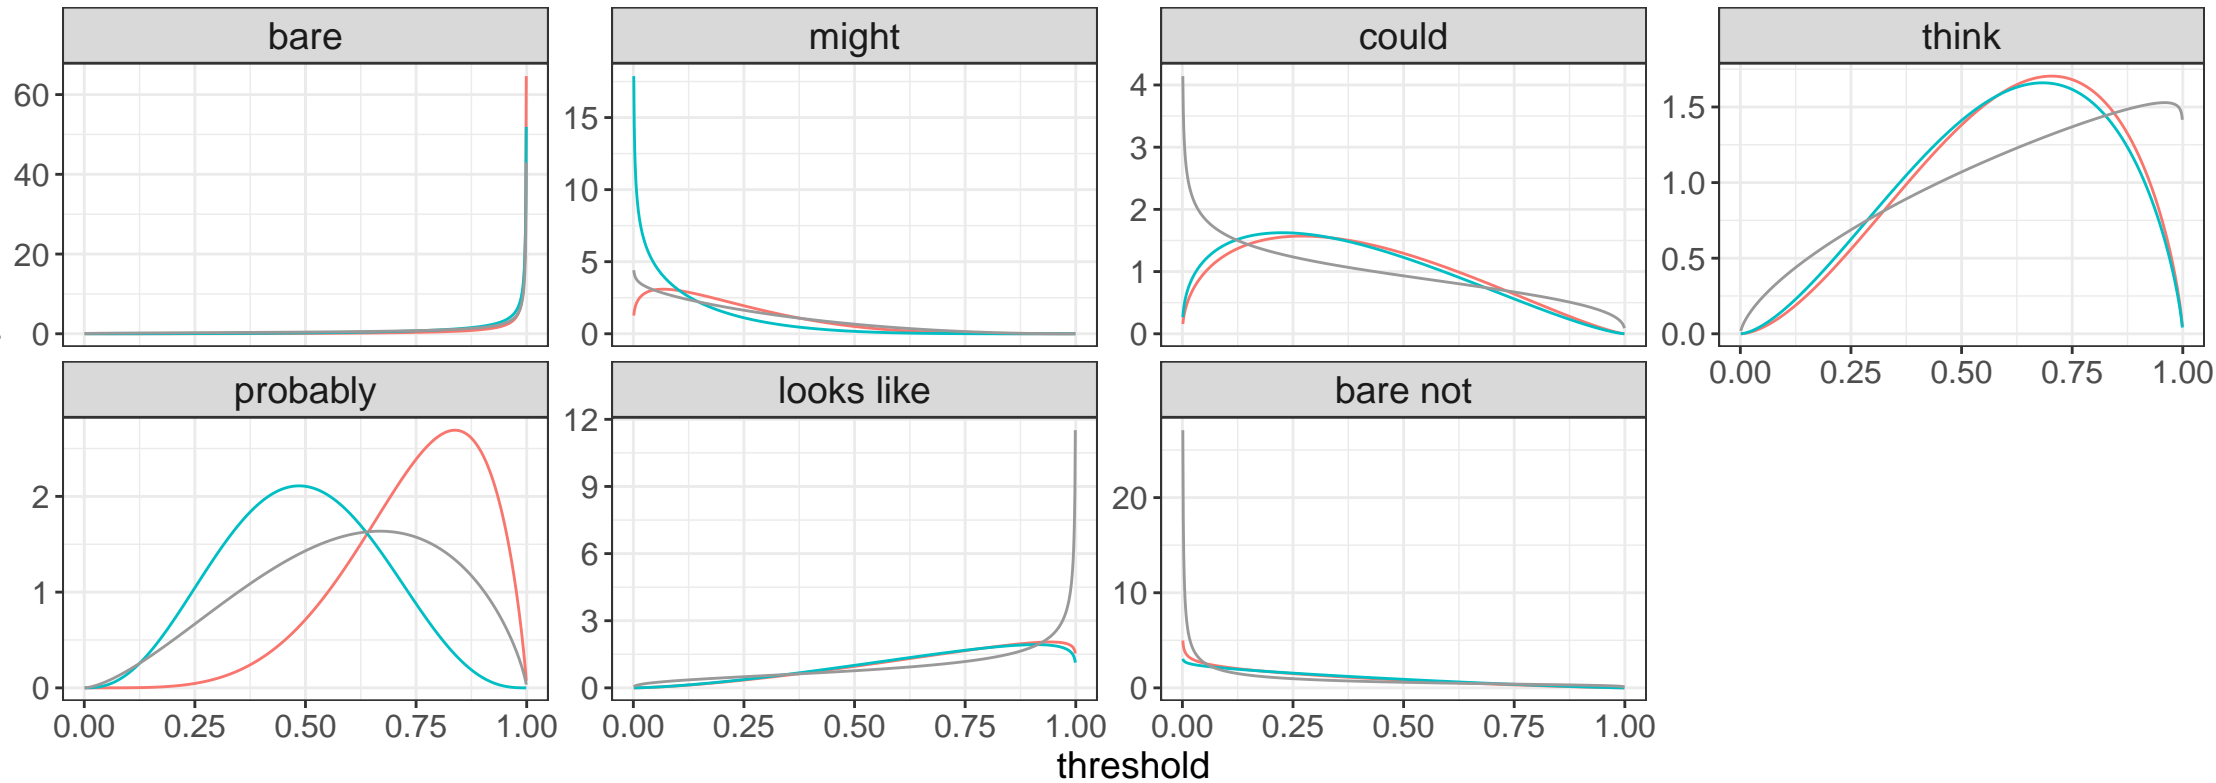 bare might could think
60 15 4 1.5
40 10 3 1.0
20 5 2 0.5
0 0 1 0.0
0
0.00 0.25 0.50 0.75 1.00
probably looks like bare not
2 12 20
1 9 10
0 6 0
3
0
0.00 0.25 0.50 0.75 1.00 0.00 0.25 0.50 0.75 1.00 0.00 0.25 0.50 0.75 1.00
threshold